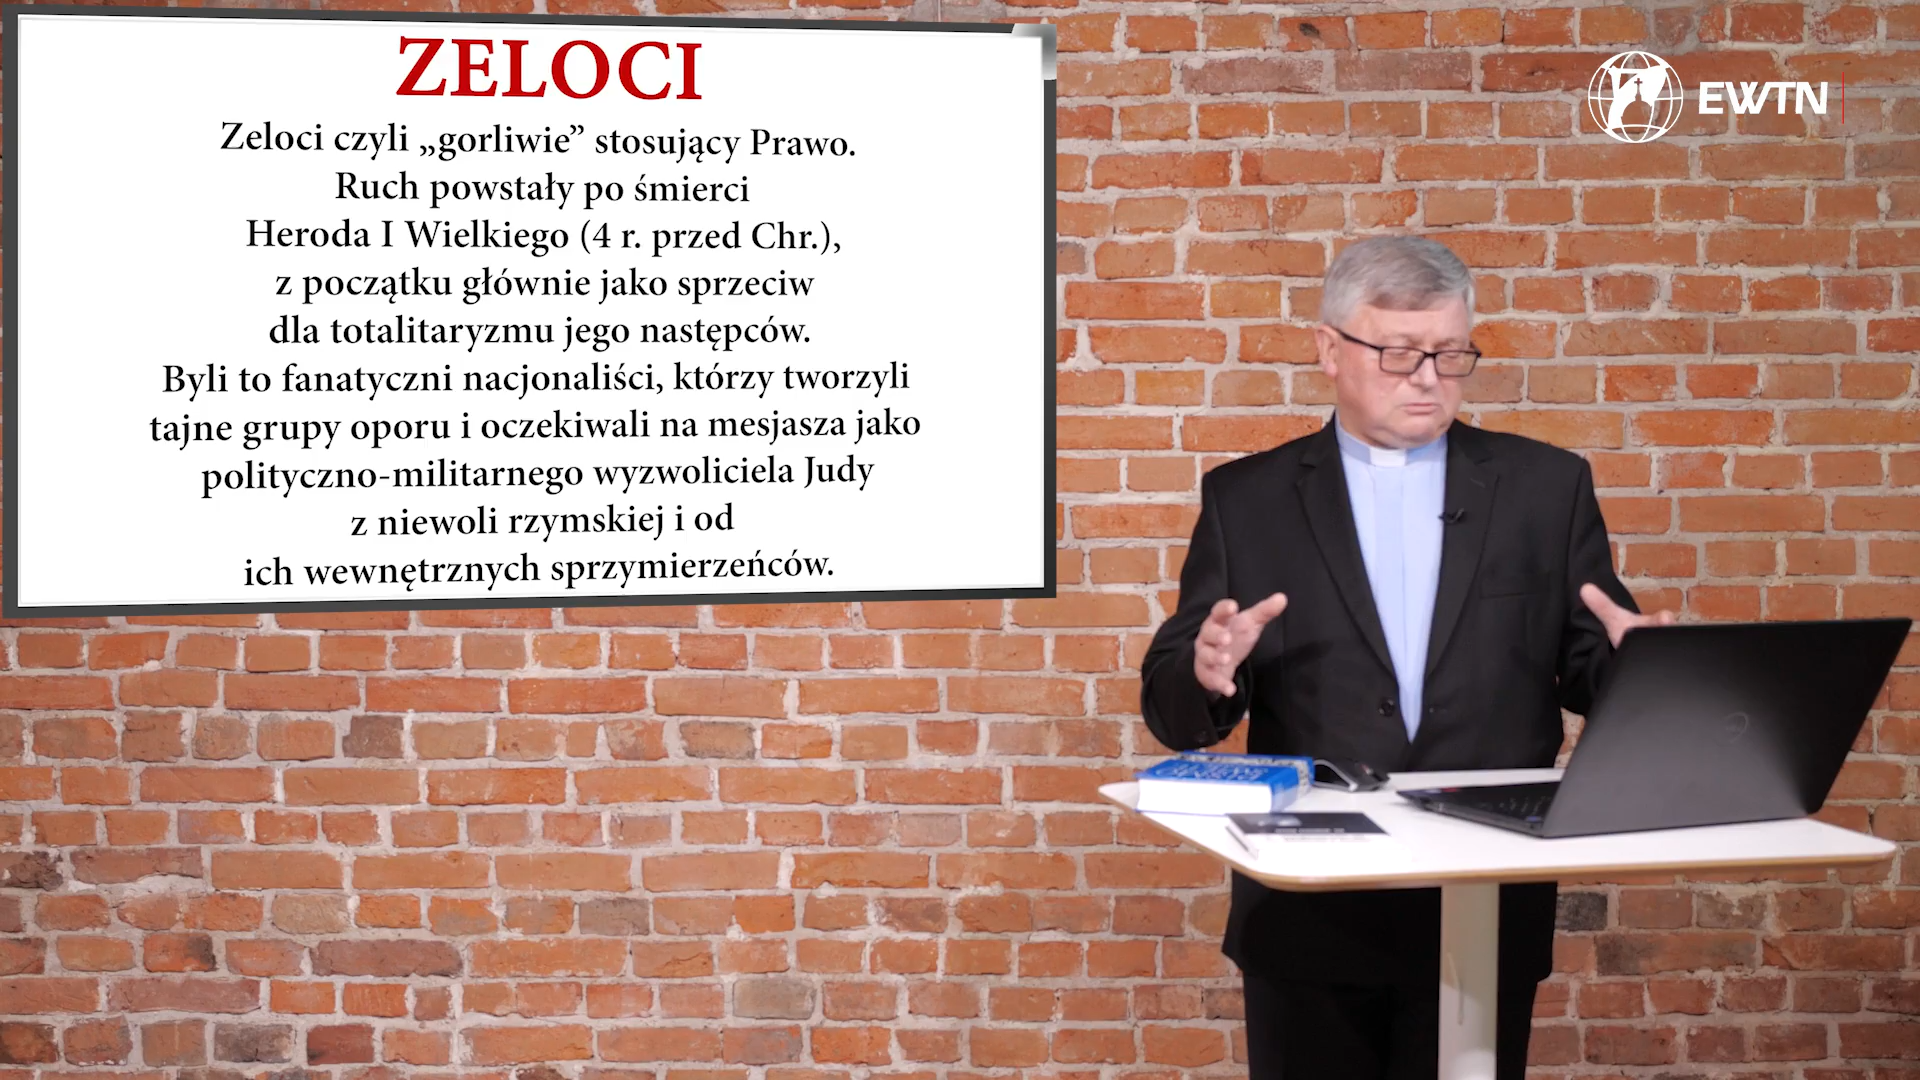 ZELOCI
Zeloci czyli „gorliwie” stosujący Prawo.
Ruch powstały po śmierci
Heroda I Wielkiego (4 r. przed Chr.),
z początku głównie jako sprzeciw
dla totalitaryzmu jego następców.
Byli to fanatyczni nacjonaliści, którzy tworzyli
tajne grupy oporu i oczekiwali na mesjasza jako
polityczno-militarnego wyzwoliciela Judy
z niewoli rzymskiej i od
ich wewnętrznych sprzymierzeńców.
EWTN